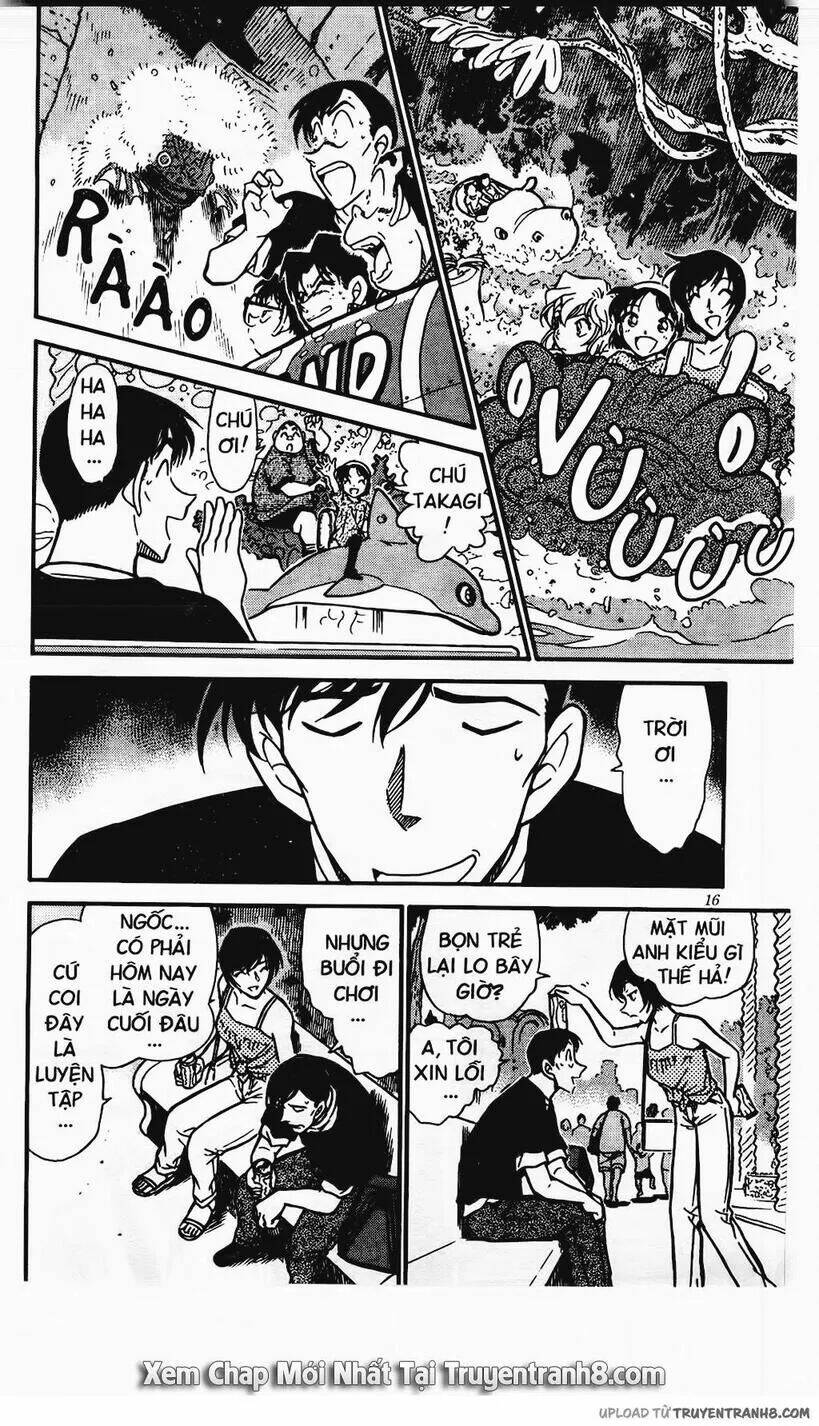 VÙÙÙÙÙ
RÀÀÀO
CHÚ
TAKAGI
!
CHÚ
ƠI!
HA
HA
HA
...
TRỜI
ƠI
...
16
MẶT MŨI
ANH KIỂU GÌ
THẾ HẢ!
BỌN TRẺ
LẠI LO BÂY
GIỜ?
A, TÔI
XIN LỖI
...
NHƯNG
BUỔI ĐI
CHƠI
...
NGỐC...
CÓ PHẢI
HÔM NAY
LÀ NGÀY
CUỐI ĐÂU
...
CỨ
COI
ĐÂY
LÀ
LUYỆN
TẬP
...
Xem Chap Mới Nhất Tại Truyentranh8.com
UPLOAD TỪ TRUYENTRANH8.COM